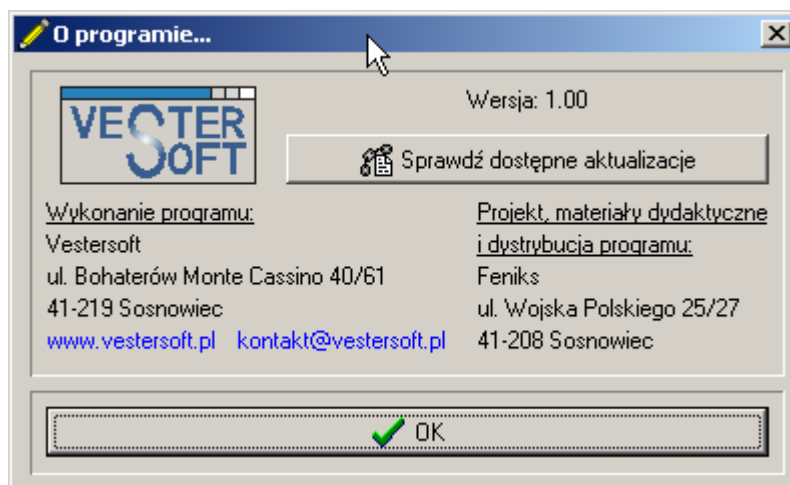 O programie...
VESTER
SOFT
Wersja: 1.00
Sprawdź dostępne aktualizacje
Wykonanie programu:
Vestersoft
ul. Bohaterów Monte Cassino 40/61
41-219 Sosnowiec
www.vestersoft.pl kontakt@vestersoft.pl
Projekt, materiały dydaktyczne
i dystrybucja programu:
Feniks
ul. Wojska Polskiego 25/27
41-208 Sosnowiec
OK